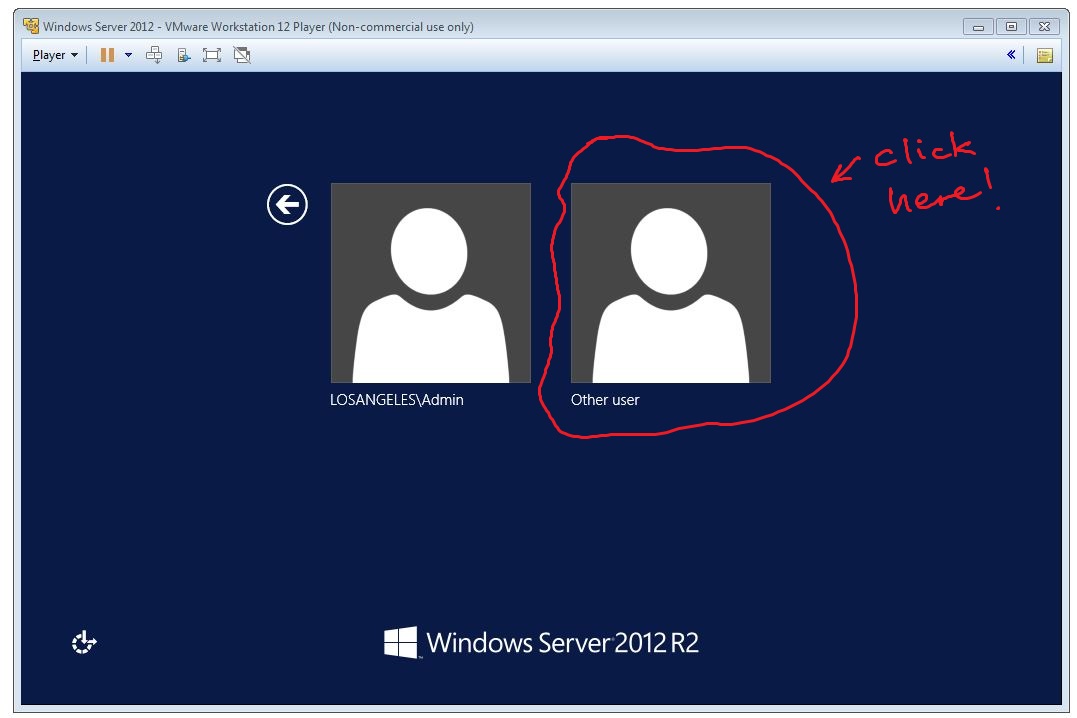 Windows Server 2012 - VMware Workstation 12 Player (Non-commercial use only)
Player
click
here!
LOSANGELES\Admin
Other user
Windows Server 2012 R2